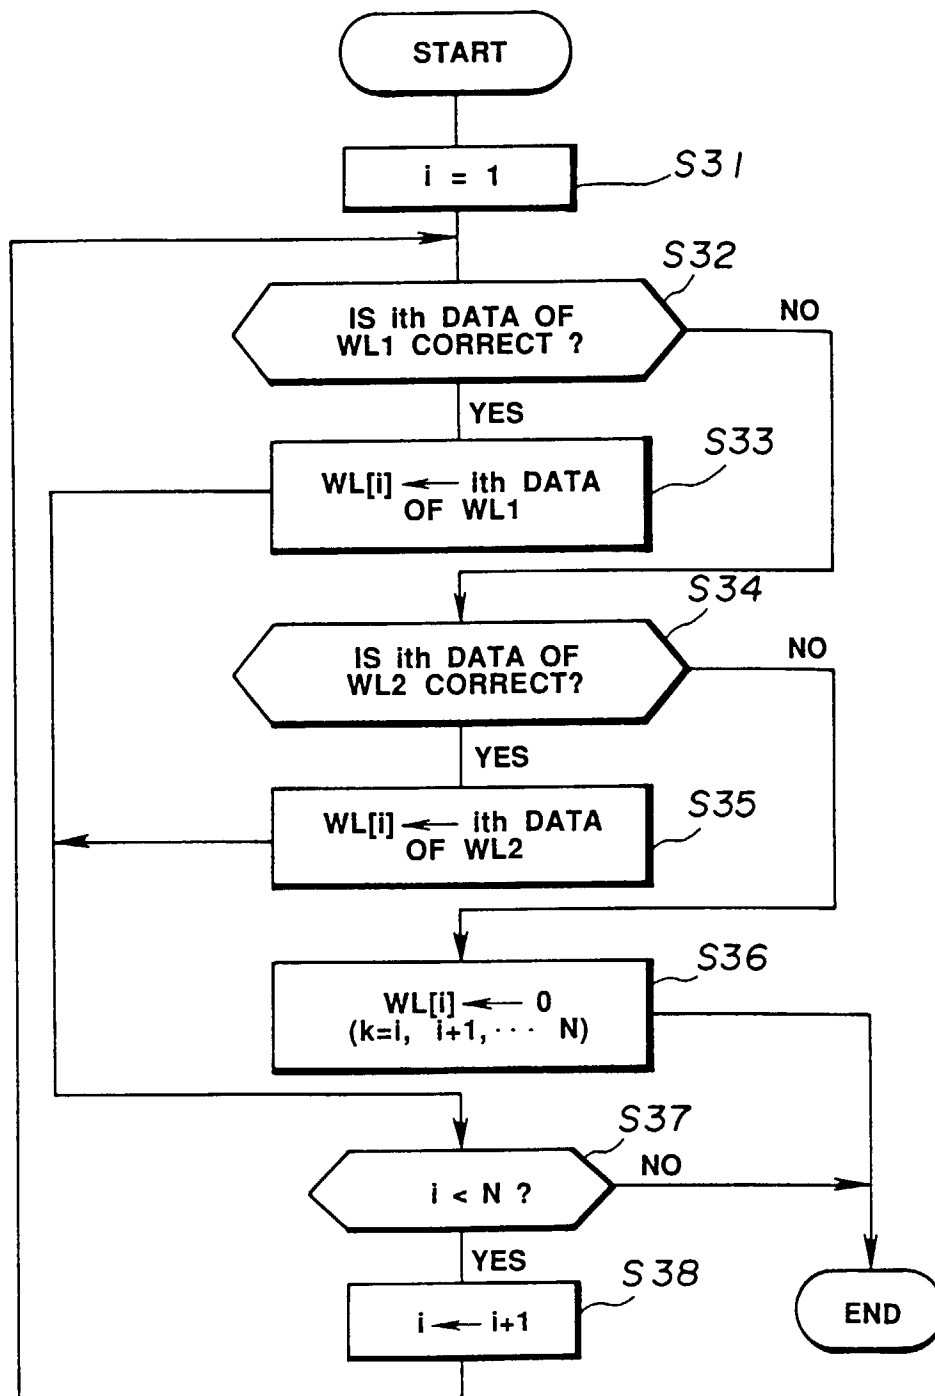 START
i = 1
S31
S32
IS ith DATA OF
WL1 CORRECT ?
NO
YES
S33
WL[i] ← ith DATA
OF WL1
S34
IS ith DATA OF
WL2 CORRECT?
NO
YES
S35
WL[i] ← ith DATA
OF WL2
S36
WL[i] ← 0
(k=i, i+1, ··· N)
S37
i < N ?
NO
YES
S38
i ← i+1
END